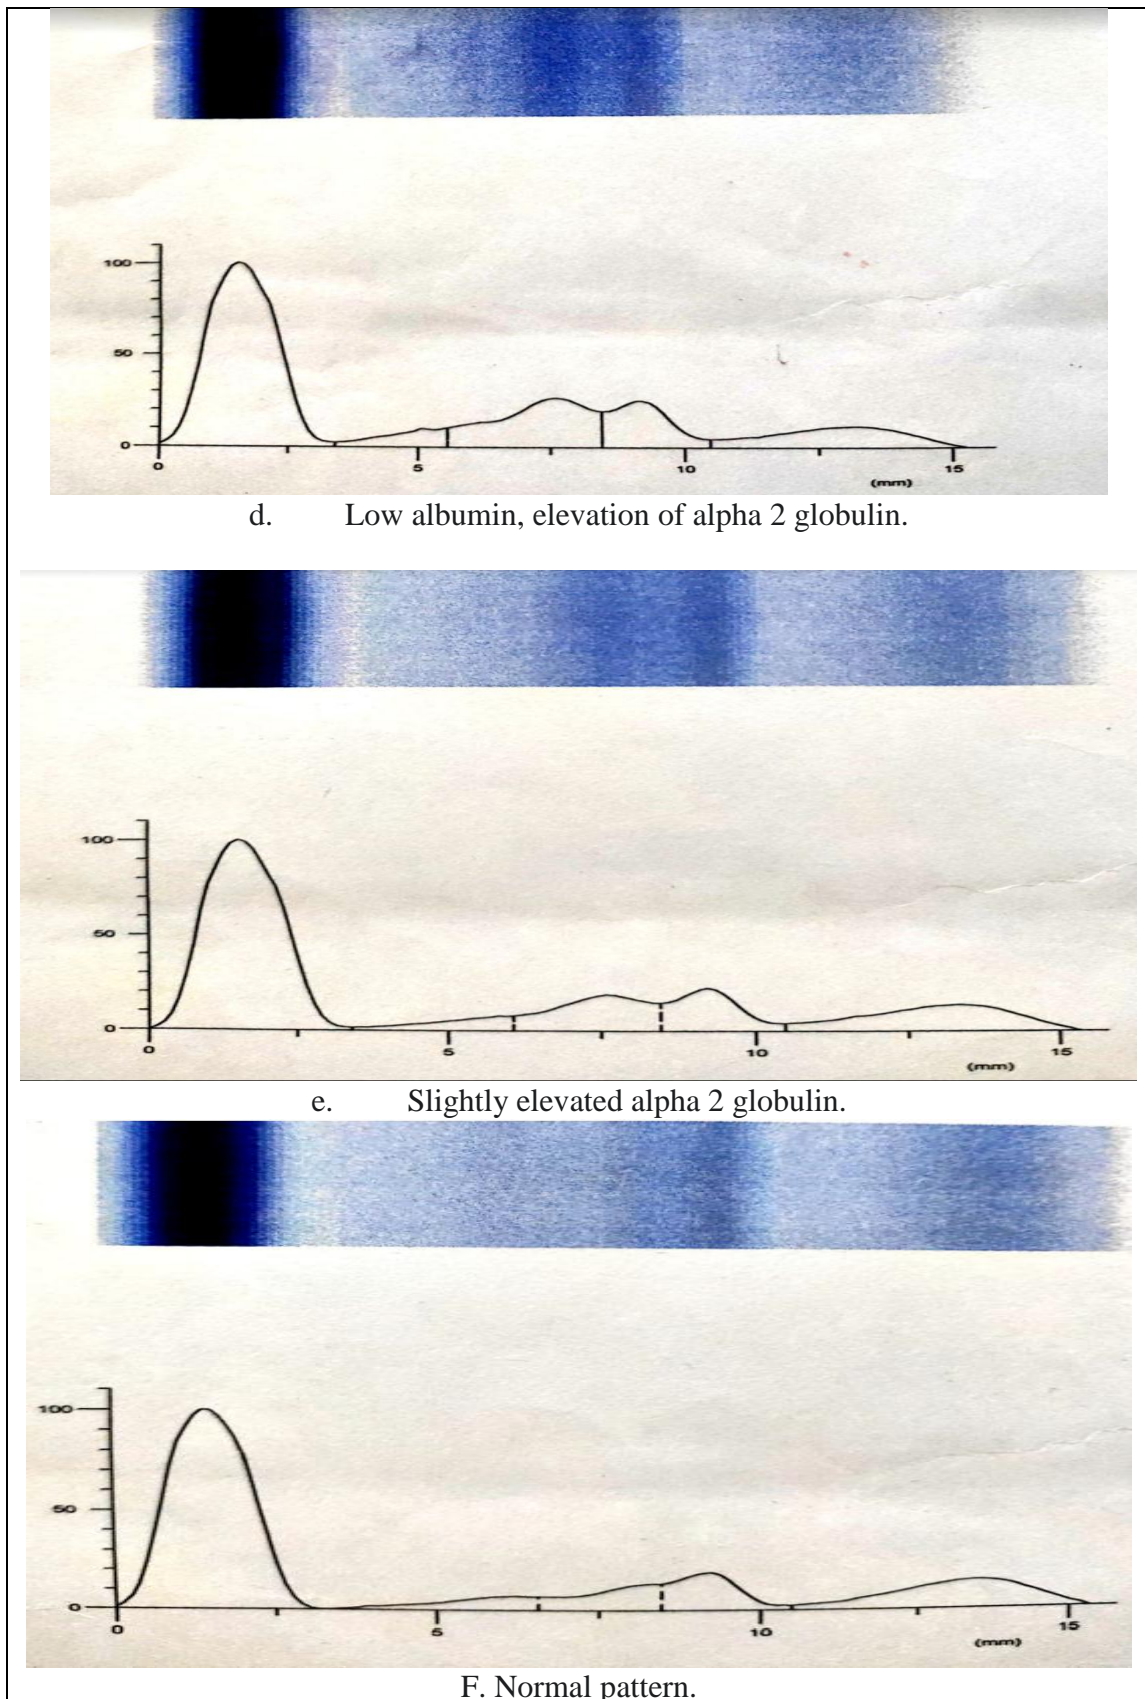 100
50
0
0 5 10 15
(mm)
d. Low albumin, elevation of alpha 2 globulin.
100
50
0
0 5 10 15
(mm)
e. Slightly elevated alpha 2 globulin.
100
50
0
0 5 10 15
(mm)
F. Normal pattern.